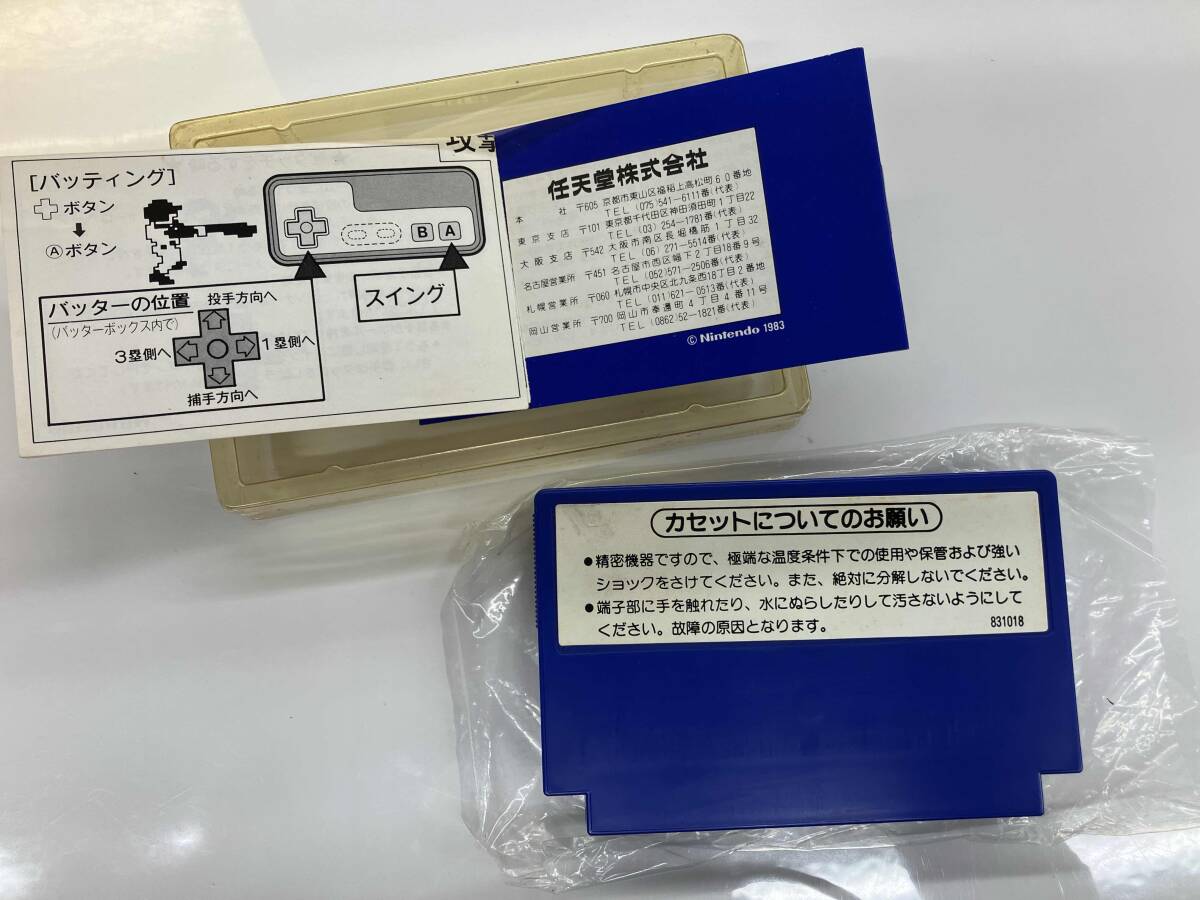 攻撃
[バッティング]
ボタン
Ⓐボタン
B A
スイング
バッターの位置
(バッターボックス内で)
投手方向へ
3塁側へ
1塁側へ
捕手方向へ
任天堂株式会社
本社 〒605 京都市東山区福稲上高松町60番地
TEL (075)541-6111番(代表)
東京支店 〒101 東京都千代田区神田須田町1丁目22
TEL (03)254-1781番(代表)
大阪支店 〒542 大阪市南区長堀橋筋1丁目32
TEL (06)271-5514番(代表)
名古屋営業所 〒451 名古屋市西区幅下2丁目18番9号
TEL (052)571-2506番(代表)
札幌営業所 〒060 札幌市中央区北九条西18丁目2番地
TEL (011)621-0513番(代表)
岡山営業所 〒700 岡山市奉還町4丁目4番11号
TEL (0862)52-1821番(代表)
© Nintendo 1983
カセットについてのお願い
●精密機器ですので、極端な温度条件下での使用や保管および強い
ショックをさけてください。また、絶対に分解しないでください。
●端子部に手を触れたり、水にぬらしたりして汚さないようにして
ください。故障の原因となります。
831018